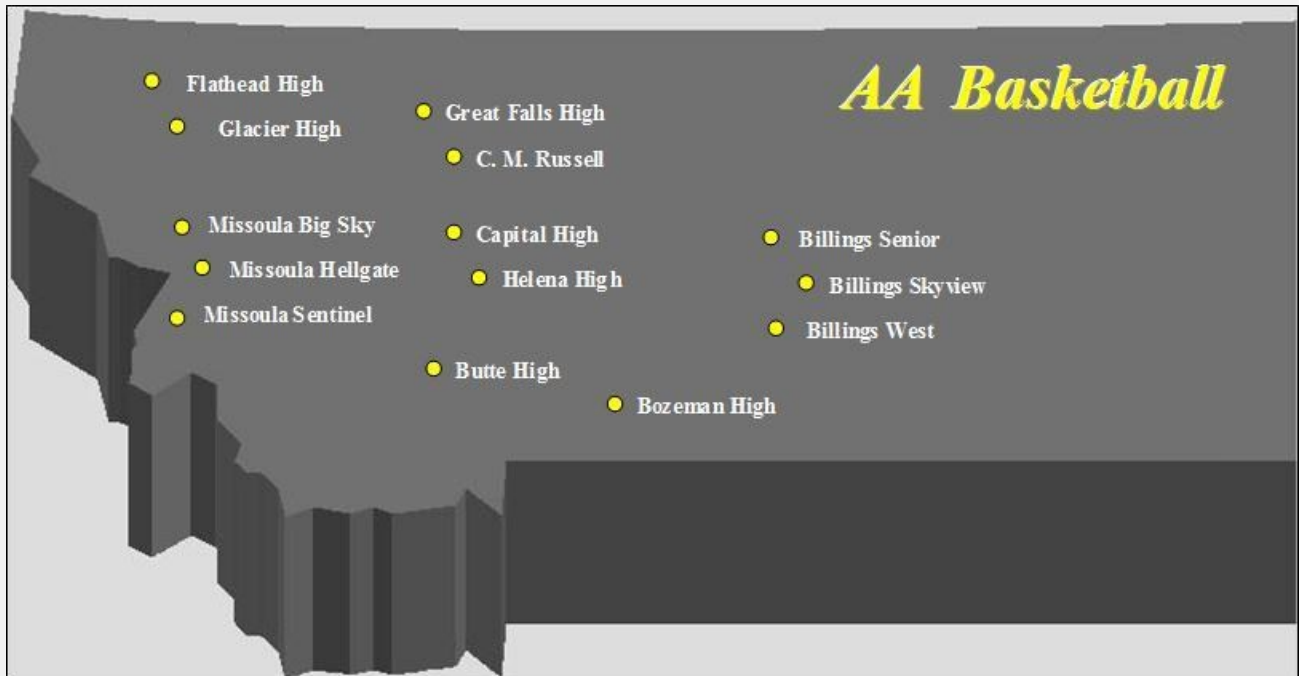 AA Basketball
Flathead High
Glacier High
Great Falls High
C. M. Russell
Missoula Big Sky
Missoula Hellgate
Missoula Sentinel
Capital High
Helena High
Billings Senior
Billings Skyview
Billings West
Butte High
Bozeman High